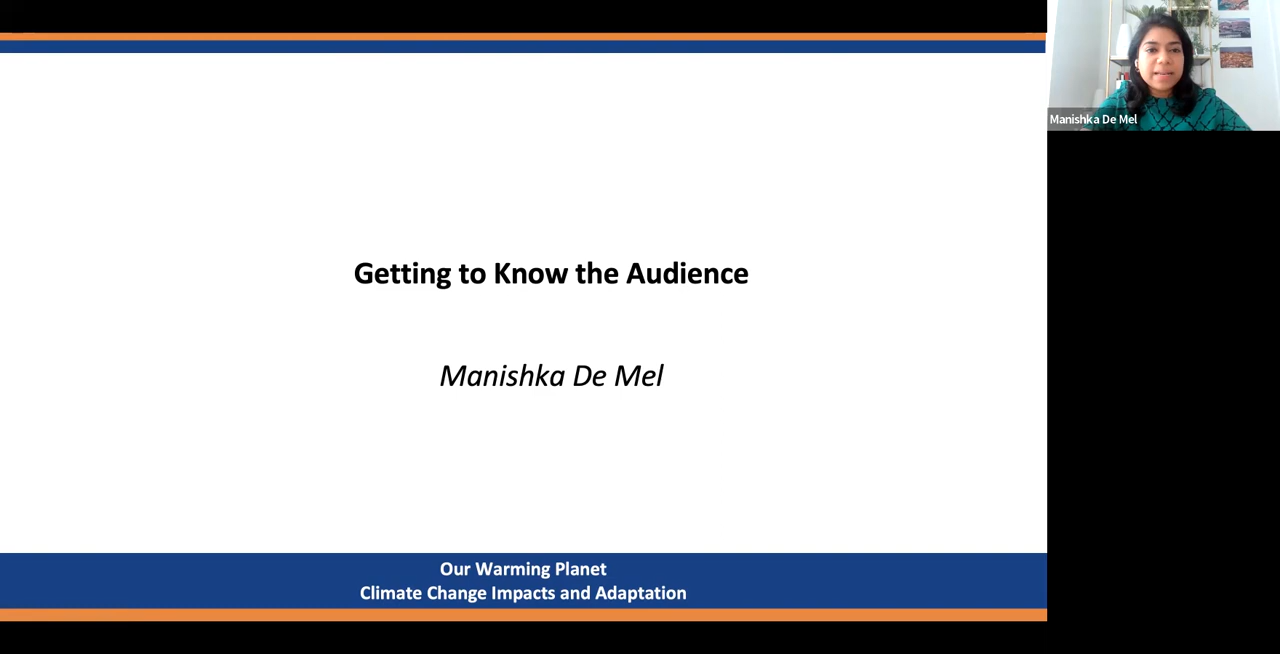 Getting to Know the Audience
Manishka De Mel
Our Warming Planet
Climate Change Impacts and Adaptation
Manishka De Mel